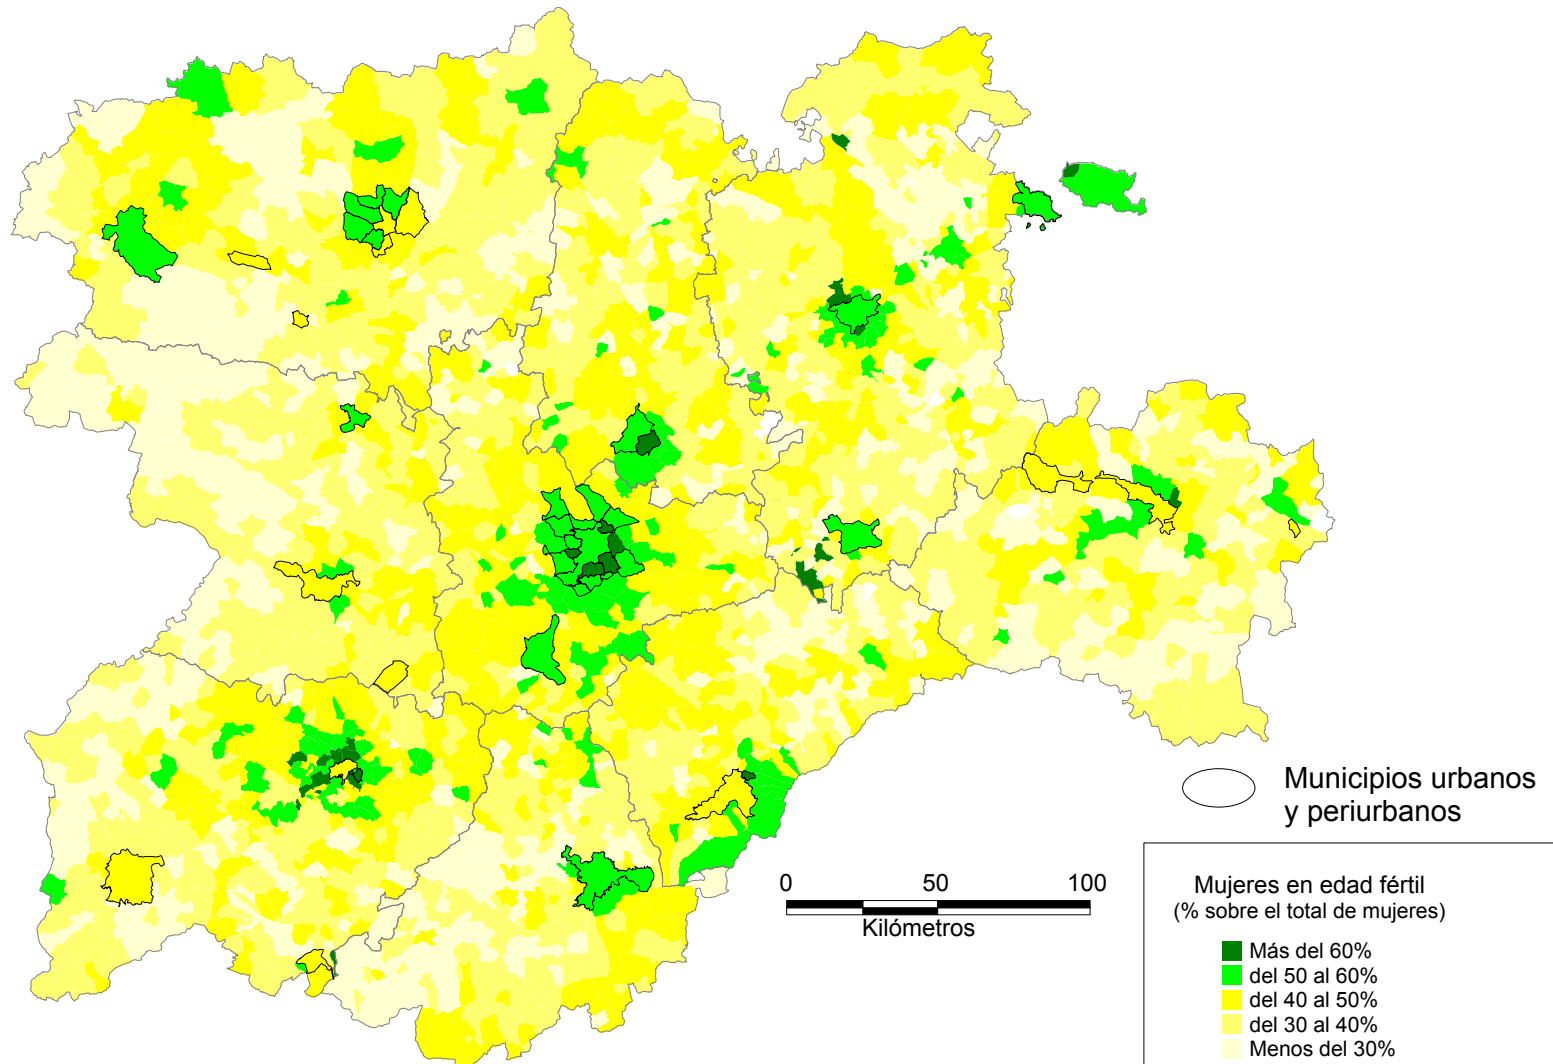 Municipios urbanos
y periurbanos
0 50 100
Kilómetros
Mujeres en edad fértil
(% sobre el total de mujeres)
Más del 60%
del 50 al 60%
del 40 al 50%
del 30 al 40%
Menos del 30%